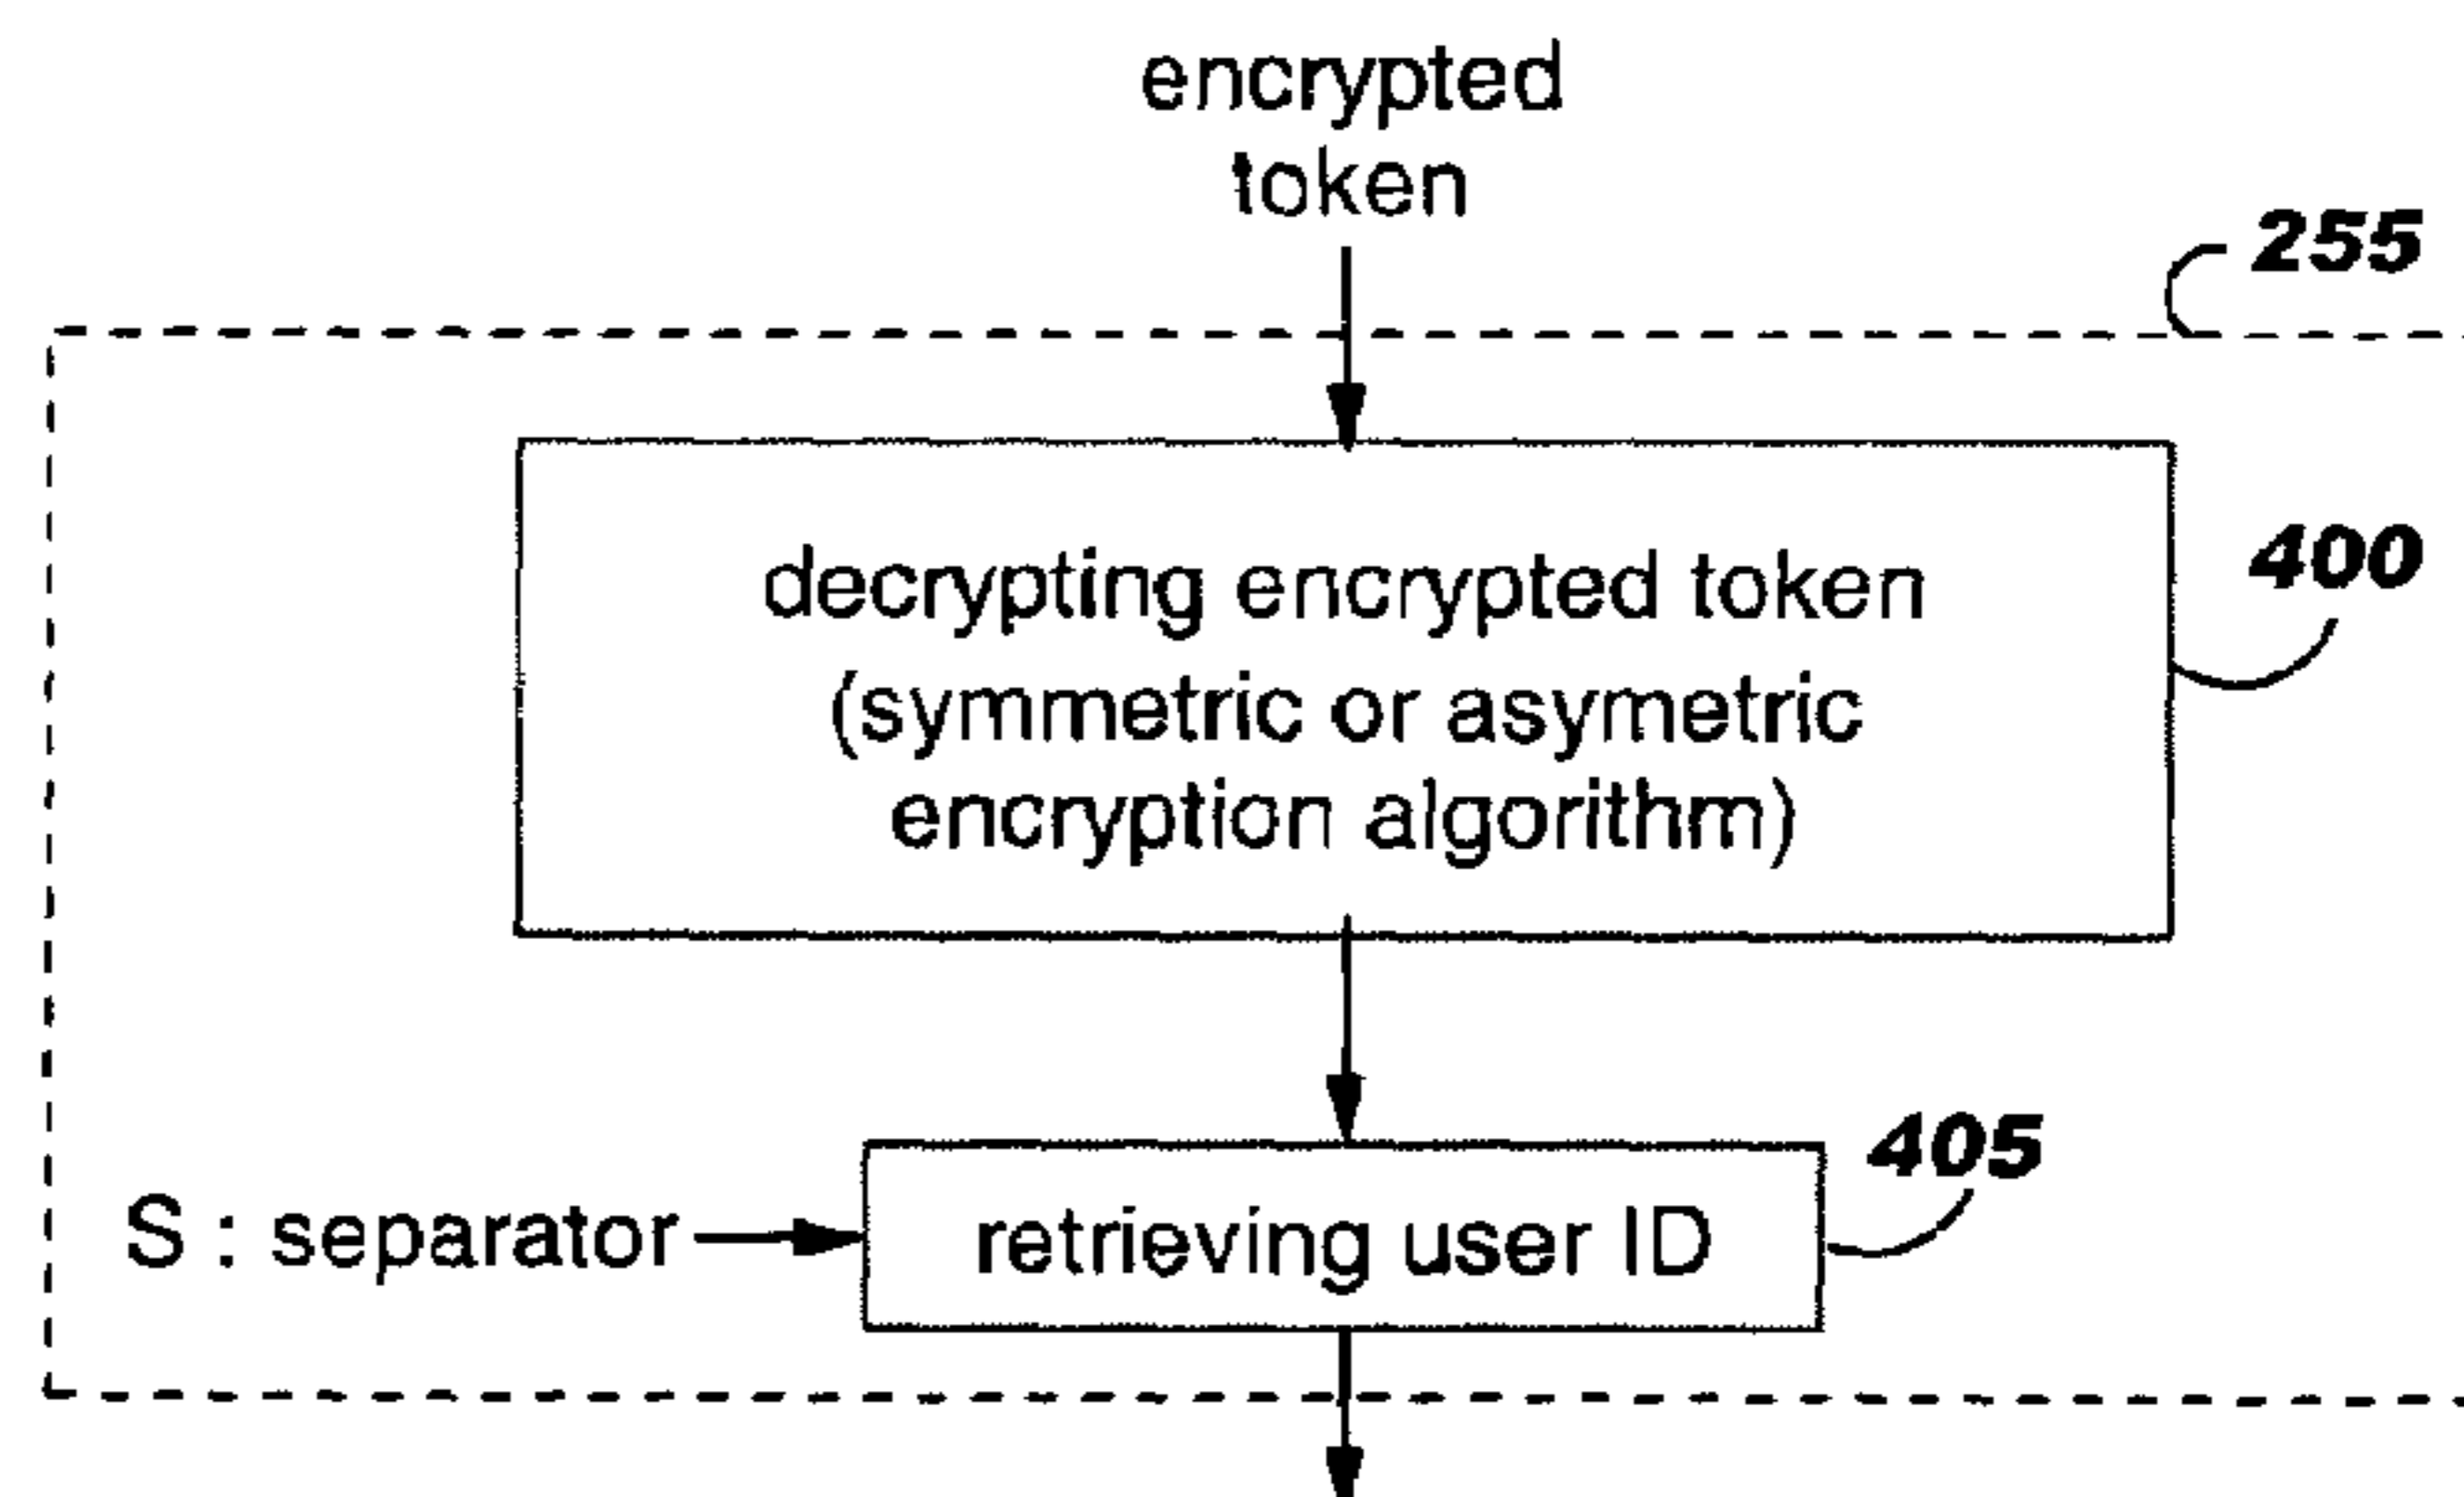 encrypted
token
255
decrypting encrypted token
400
(symmetric or asymetric
encryption algorithm)
405
S : separator
retrieving user ID